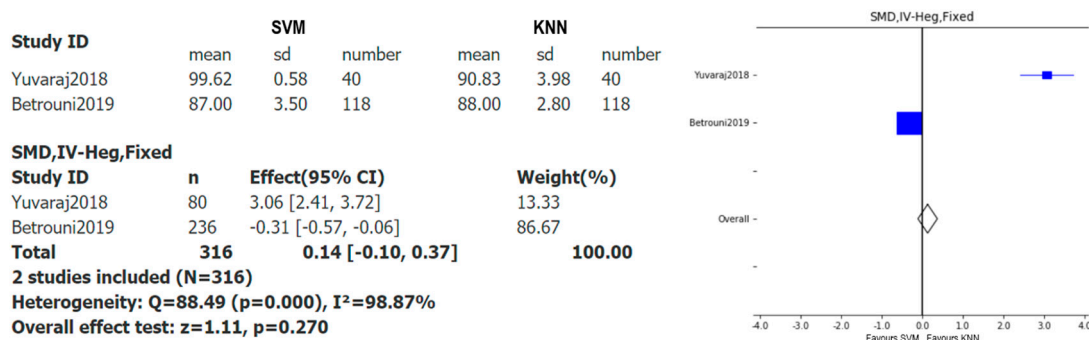 SVM KNN
Study ID
mean sd number mean sd number
Yuvaraj2018 99.62 0.58 40 90.83 3.98 40
Betrouni2019 87.00 3.50 118 88.00 2.80 118
SMD,IV-Heg,Fixed
Study ID n Effect(95% CI) Weight(%)
Yuvaraj2018 80 3.06 [2.41, 3.72] 13.33
Betrouni2019 236 -0.31 [-0.57, -0.06] 86.67
Total 316 0.14 [-0.10, 0.37] 100.00
2 studies included (N=316)
Heterogeneity: Q=88.49 (p=0.000), I²=98.87%
Overall effect test: z=1.11, p=0.270
SMD,IV-Heg,Fixed
Yuvaraj2018
Betrouni2019
Overall
-4.0 -3.0 -2.0 -1.0 0.0 1.0 2.0 3.0 4.0
Favours SVM Favours KNN